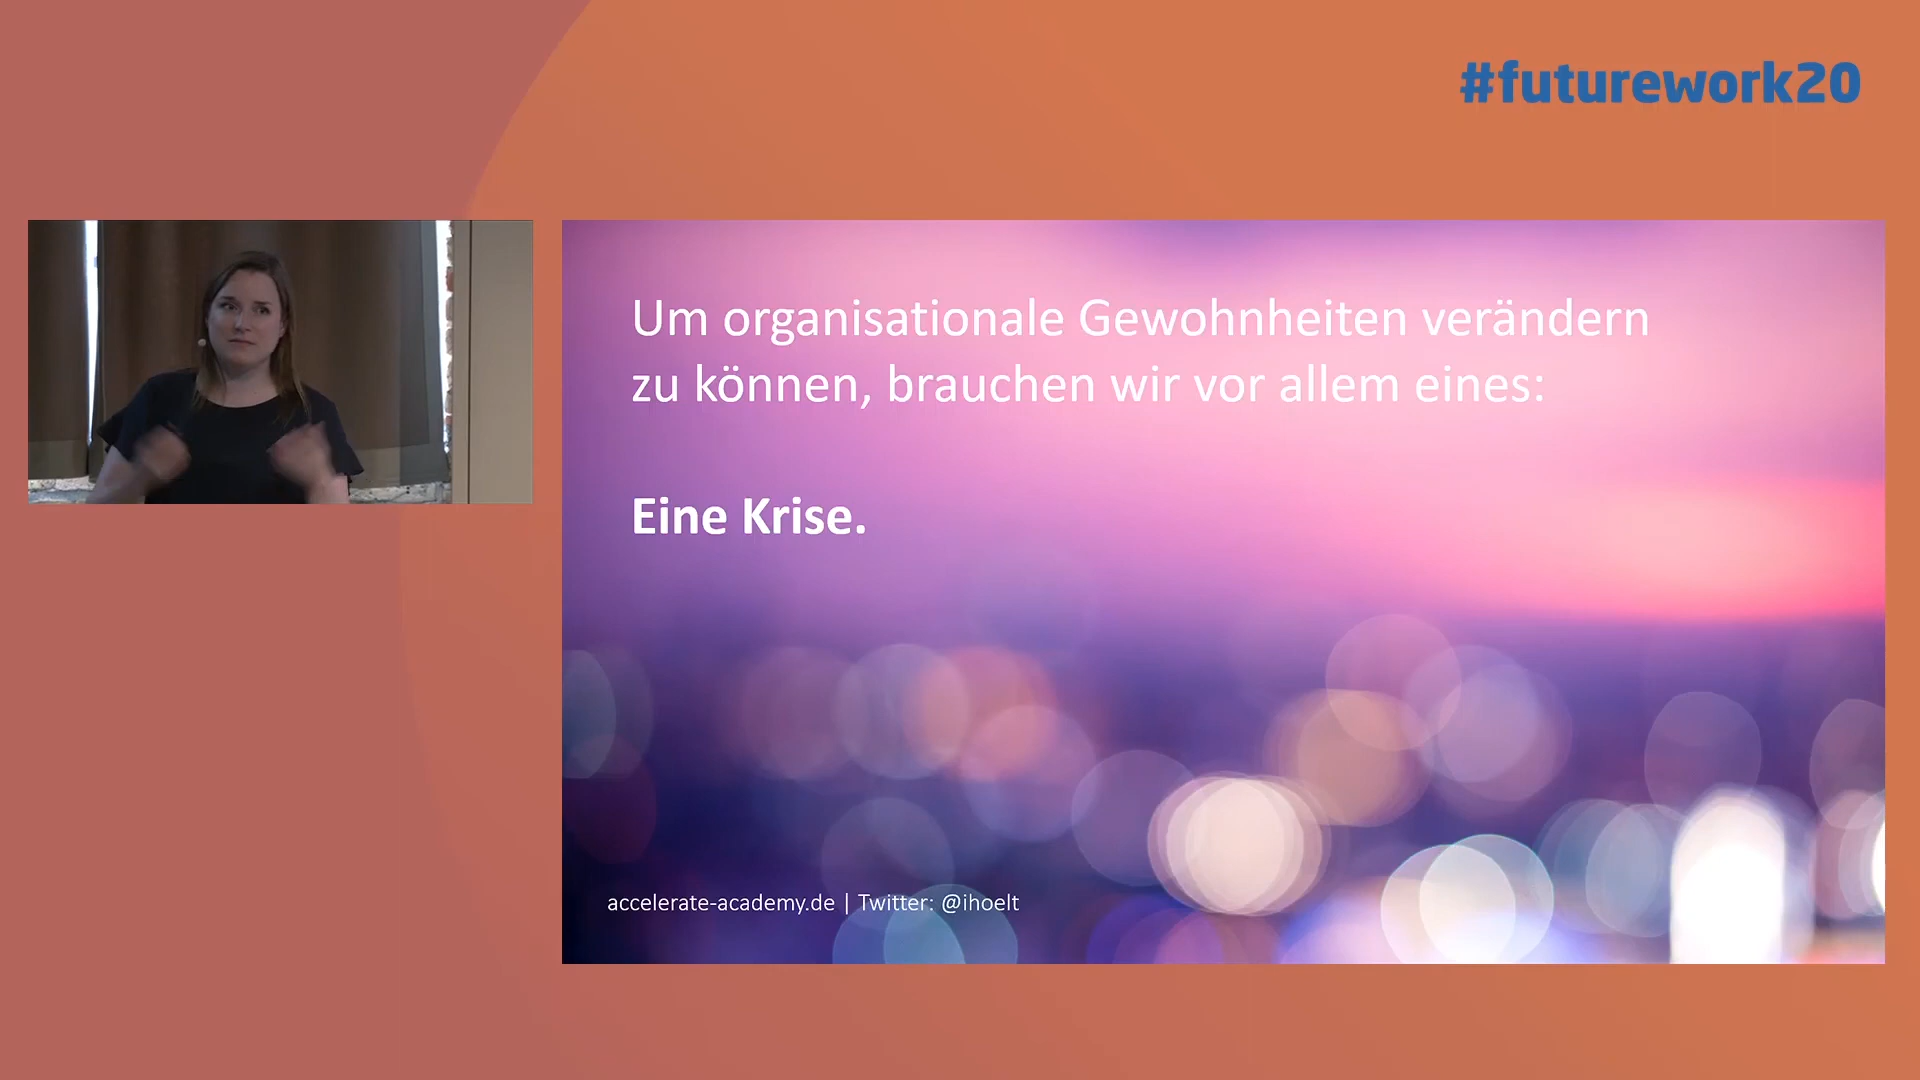 #futurework20
Um organisationale Gewohnheiten verändern
zu können, brauchen wir vor allem eines:
Eine Krise.
accelerate-academy.de | Twitter: @ihoelt